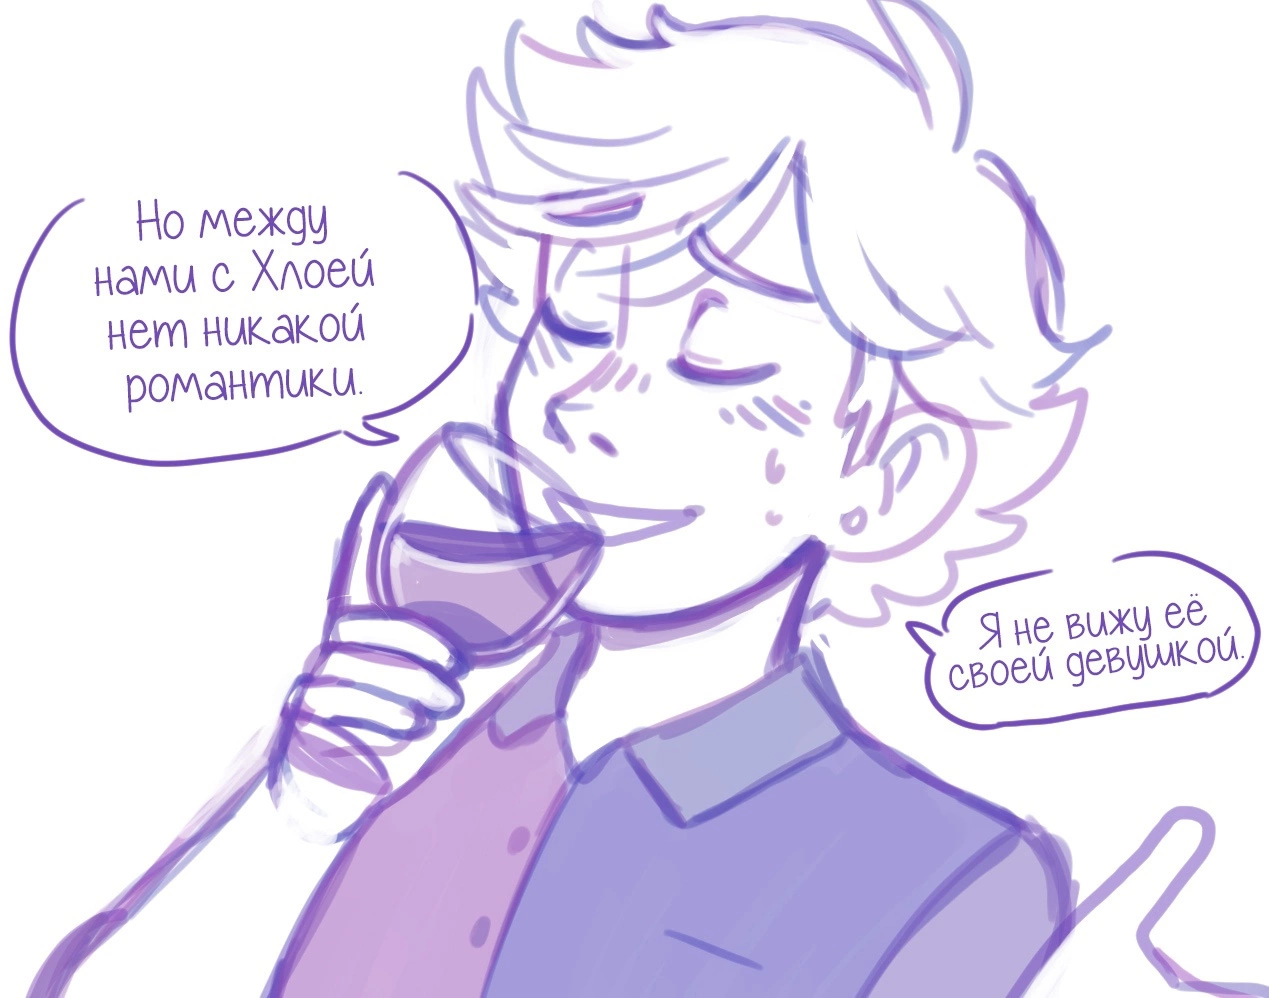 Но между
нами с Хлоей
нет никакой
романтики.
Я не вижу её
своей девушкой.